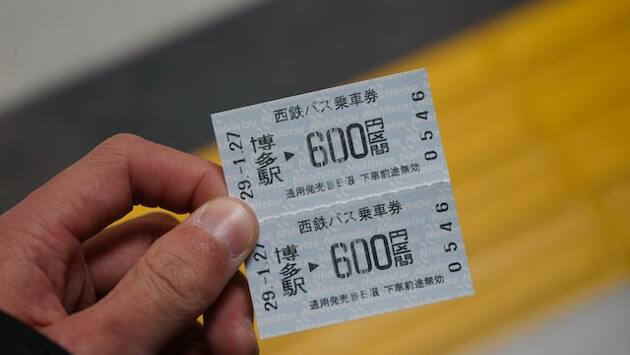 西鉄バス乗車券
29.-1.27
博多駅▶600円区間
0546
通用発売当日限 下車前途無効
西鉄バス乗車券
29.-1.27
博多駅▶600円区間
0546
通用発売当日限 下車前途無効